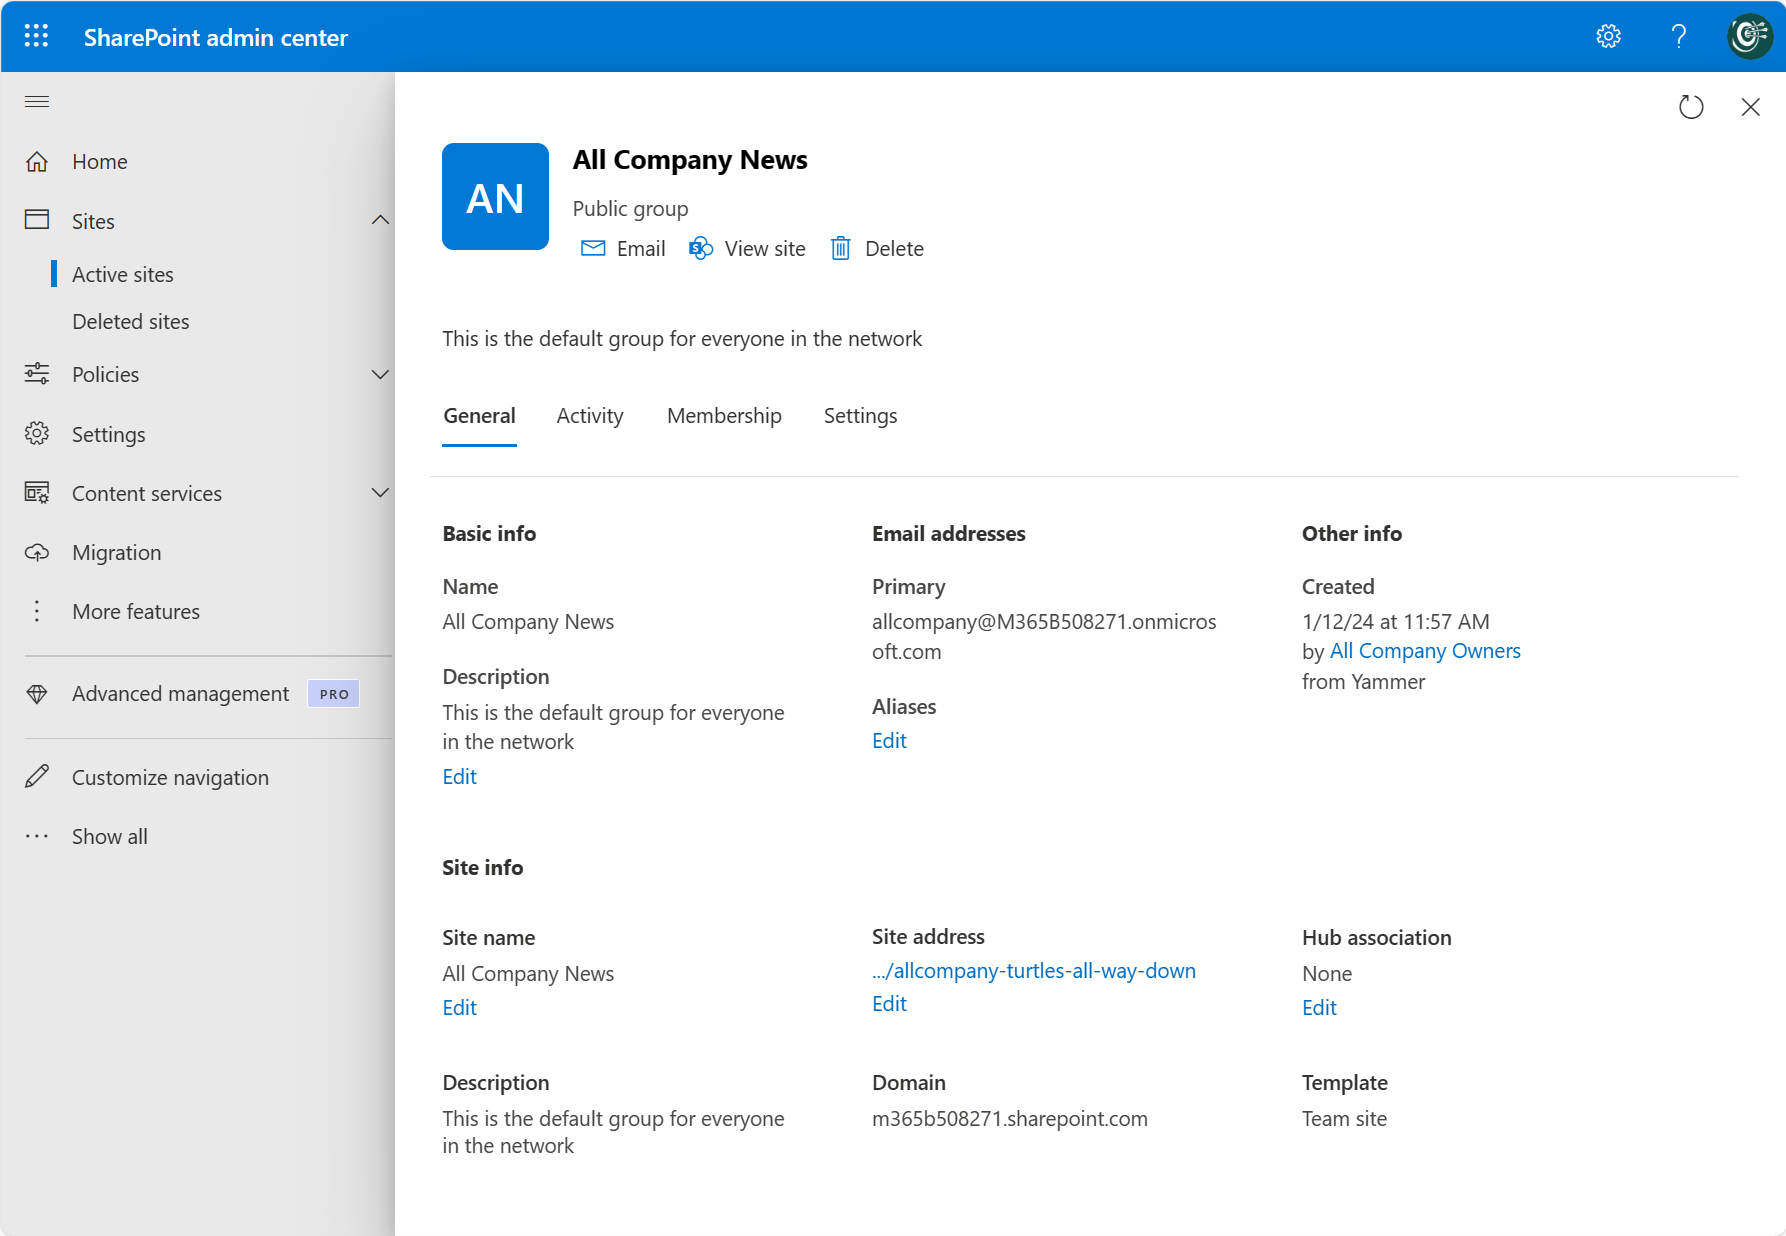 SharePoint admin center
Home
Sites
Active sites
Deleted sites
Policies
Settings
Content services
Migration
More features
Advanced management PRO
Customize navigation
Show all
AN
All Company News
Public group
Email View site Delete
This is the default group for everyone in the network
General Activity Membership Settings
Basic info
Name
All Company News
Description
This is the default group for everyone
in the network
Edit
Email addresses
Primary
allcompany@M365B508271.onmicros
oft.com
Aliases
Edit
Other info
Created
1/12/24 at 11:57 AM
by All Company Owners
from Yammer
Site info
Site name
All Company News
Edit
Site address
.../allcompany-turtles-all-way-down
Edit
Hub association
None
Edit
Description
This is the default group for everyone
in the network
Domain
m365b508271.sharepoint.com
Template
Team site